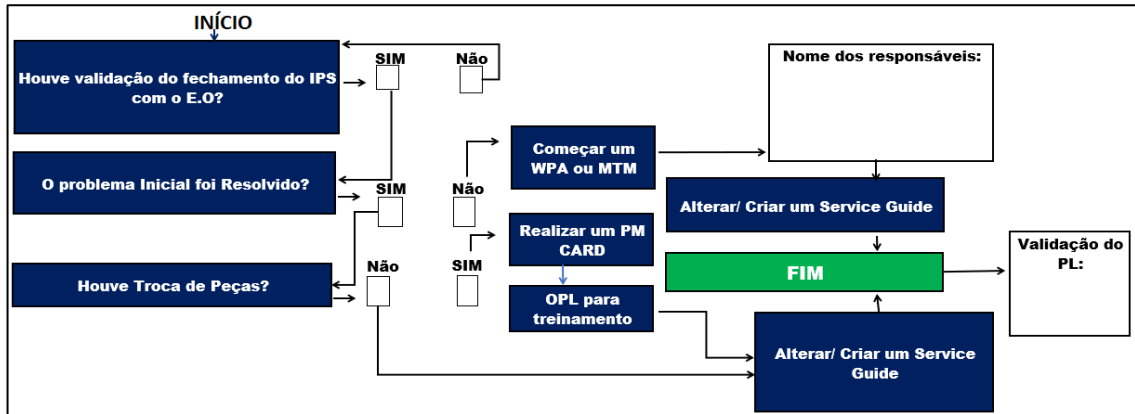 INÍCIO
Houve validação do fechamento do IPS
com o E.O?
SIM
Não
Nome dos responsáveis:
Começar um
WPA ou MTM
O problema Inicial foi Resolvido?
SIM
Não
Alterar/ Criar um Service Guide
Realizar um PM
CARD
Validação do
PL:
Houve Troca de Peças?
Não
SIM
FIM
OPL para
treinamento
Alterar/ Criar um Service
Guide